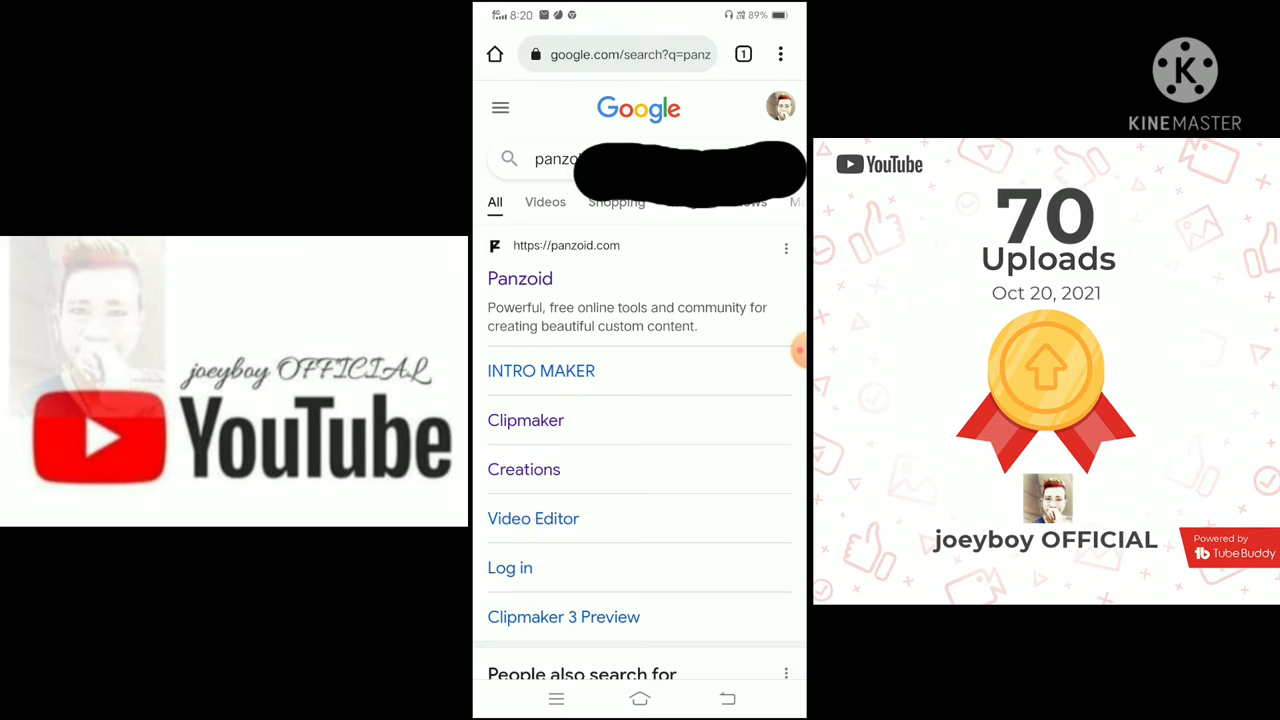 joeyboy OFFICIAL
YouTube
8:20
89%
google.com/search?q=panz
1
Google
All
Videos
Shopping
https://panzoid.com
Panzoid
Powerful, free online tools and community for
creating beautiful custom content.
INTRO MAKER
Clipmaker
Creations
Video Editor
Log in
Clipmaker 3 Preview
People also search for
K
KINEMASTER
YouTube
70
Uploads
Oct 20, 2021
joeyboy OFFICIAL
Powered by
TubeBuddy